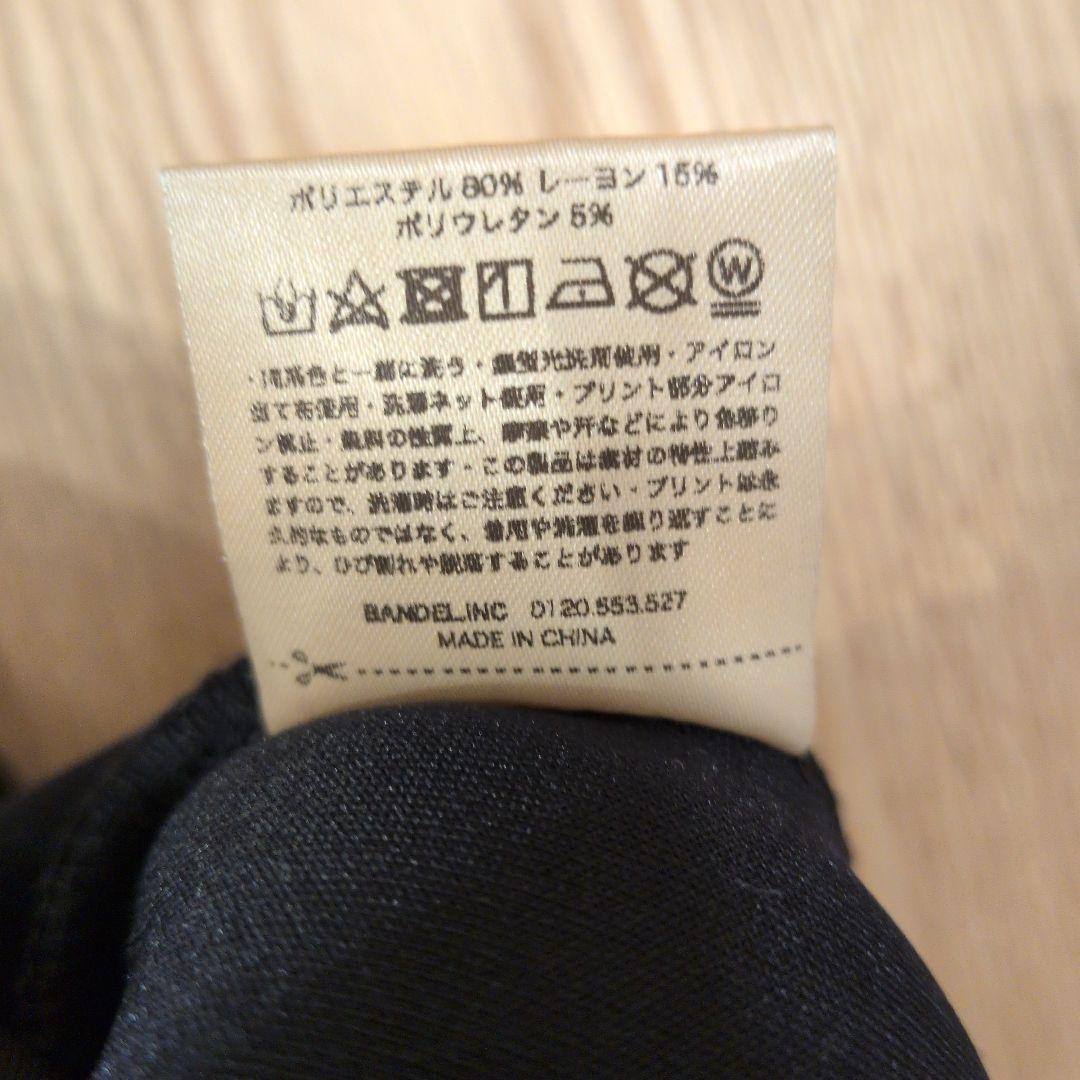 ポリエステル 80% レーヨン 15%
ポリウレタン 5%
W
・同系色と一緒に洗う・無蛍光洗剤使用・アイロン
当て布使用・洗濯ネット使用・プリント部分アイロ
ン禁止・染料の性質上、摩擦や汗などにより色移り
することがあります・この製品は素材の特性上縮み
ますので、洗濯時はご注意ください・プリントは永
久的なものではなく、着用や洗濯を繰り返すことに
より、ひび割れや脱落することがあります
BANDEL.INC 0120.553.527
MADE IN CHINA